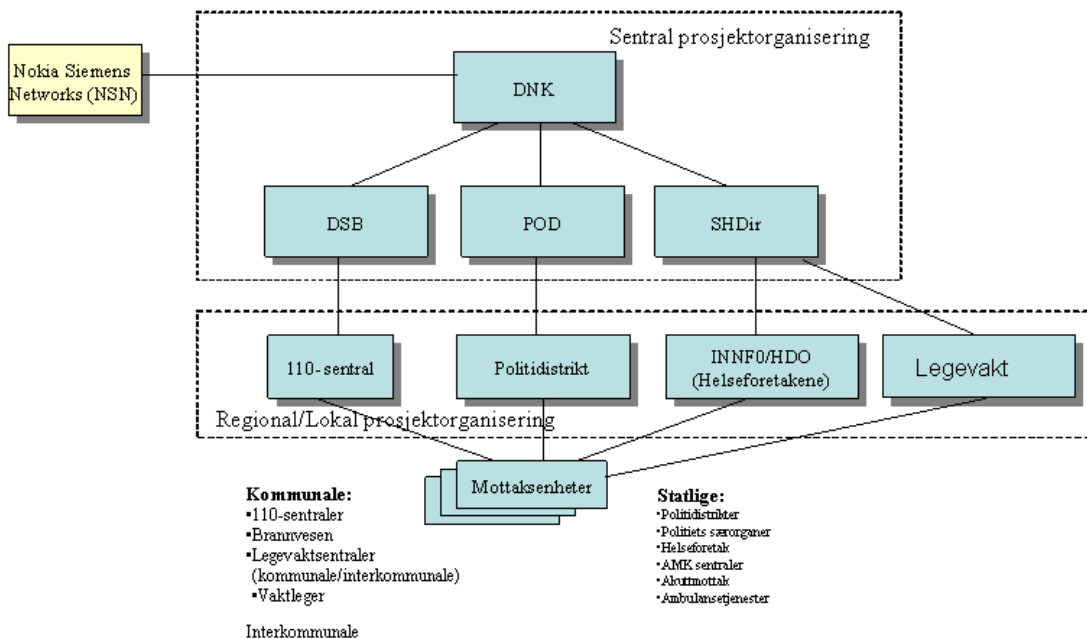 Sentral prosjektorganisering
Nokia Siemens
Networks (NSN)
DNK
DSB
POD
SHDir
110-sentral
Politidistrikt
INNF0/HDO
(Helseforetakene)
Legevakt
Regional/Lokal prosjektorganisering
Mottaksenheter
Kommunale:
▪110-sentraler
▪Brannvesen
▪Legevaktsentraler
(kommunale/interkommunale)
▪Vaktleger
Interkommunale
Statlige:
•Politidistrikter
•Politiets særorganer
•Helseforetak
•AMK sentraler
•Akuttmottak
•Ambulansetjenester